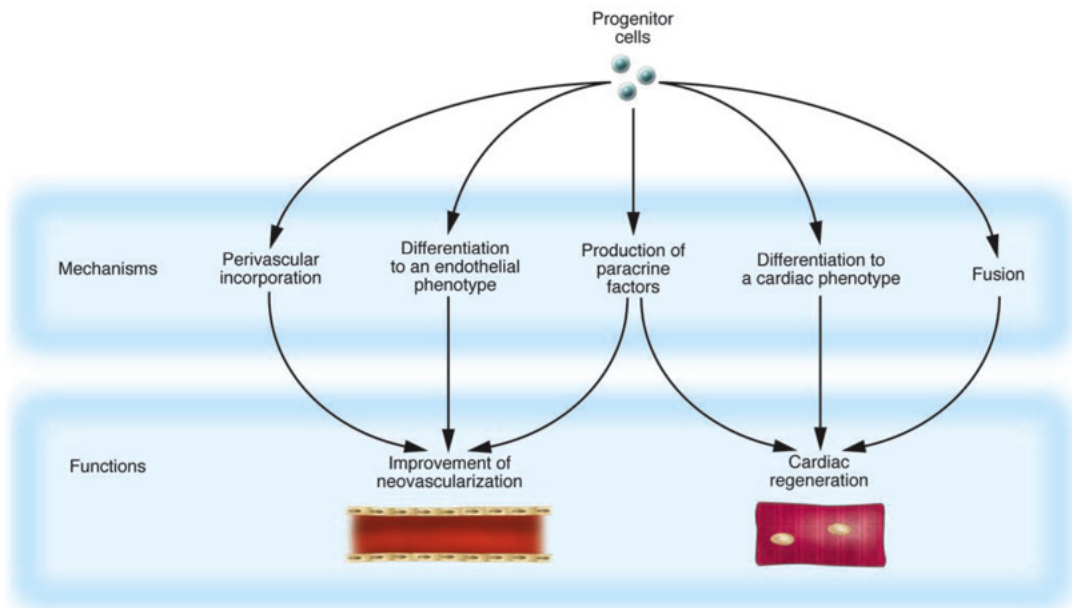 Progenitor
cells
Mechanisms
Perivascular
incorporation
Differentiation
to an endothelial
phenotype
Production of
paracrine
factors
Differentiation to
a cardiac phenotype
Fusion
Functions
Improvement of
neovascularization
Cardiac
regeneration